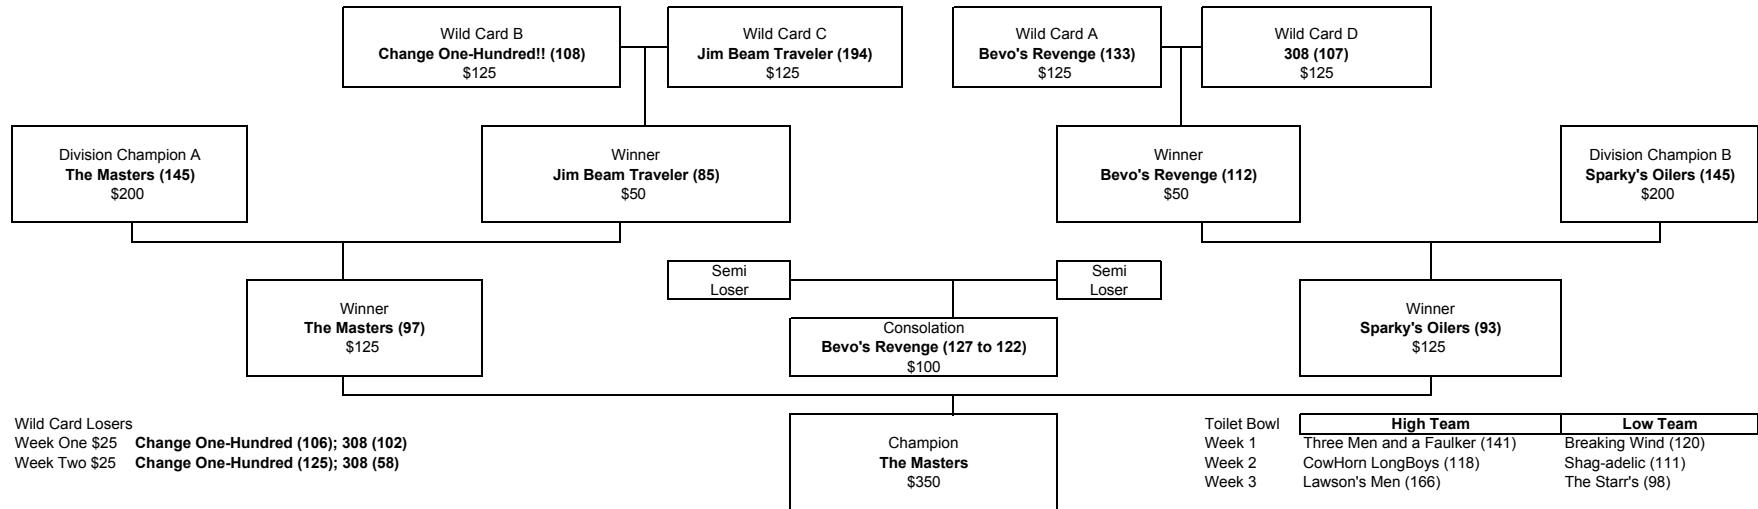 Wild Card B
Change One-Hundred!! (108)
$125
Wild Card C
Jim Beam Traveler (194)
$125
Wild Card A
Bevo's Revenge (133)
$125
Wild Card D
308 (107)
$125
Division Champion A
The Masters (145)
$200
Winner
Jim Beam Traveler (85)
$50
Winner
Bevo's Revenge (112)
$50
Division Champion B
Sparky's Oilers (145)
$200
Semi
Loser
Semi
Loser
Winner
The Masters (97)
$125
Consolation
Bevo's Revenge (127 to 122)
$100
Winner
Sparky's Oilers (93)
$125
Wild Card Losers
Week One $25 Change One-Hundred (106); 308 (102)
Week Two $25 Change One-Hundred (125); 308 (58)
Champion
The Masters
$350
Toilet Bowl High Team Low Team
Week 1 Three Men and a Faulker (141) Breaking Wind (120)
Week 2 CowHorn LongBoys (118) Shag-adelic (111)
Week 3 Lawson's Men (166) The Starr's (98)